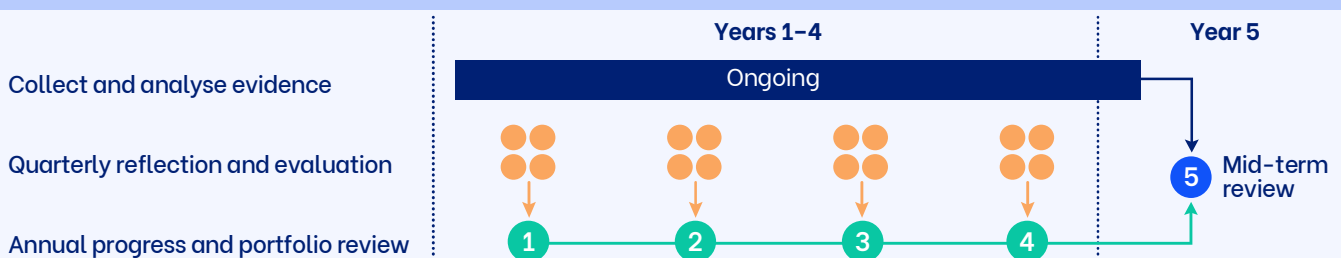 Years 1–4
Year 5
Collect and analyse evidence
Ongoing
Quarterly reflection and evaluation
5
Mid-term
review
Annual progress and portfolio review
1
2
3
4